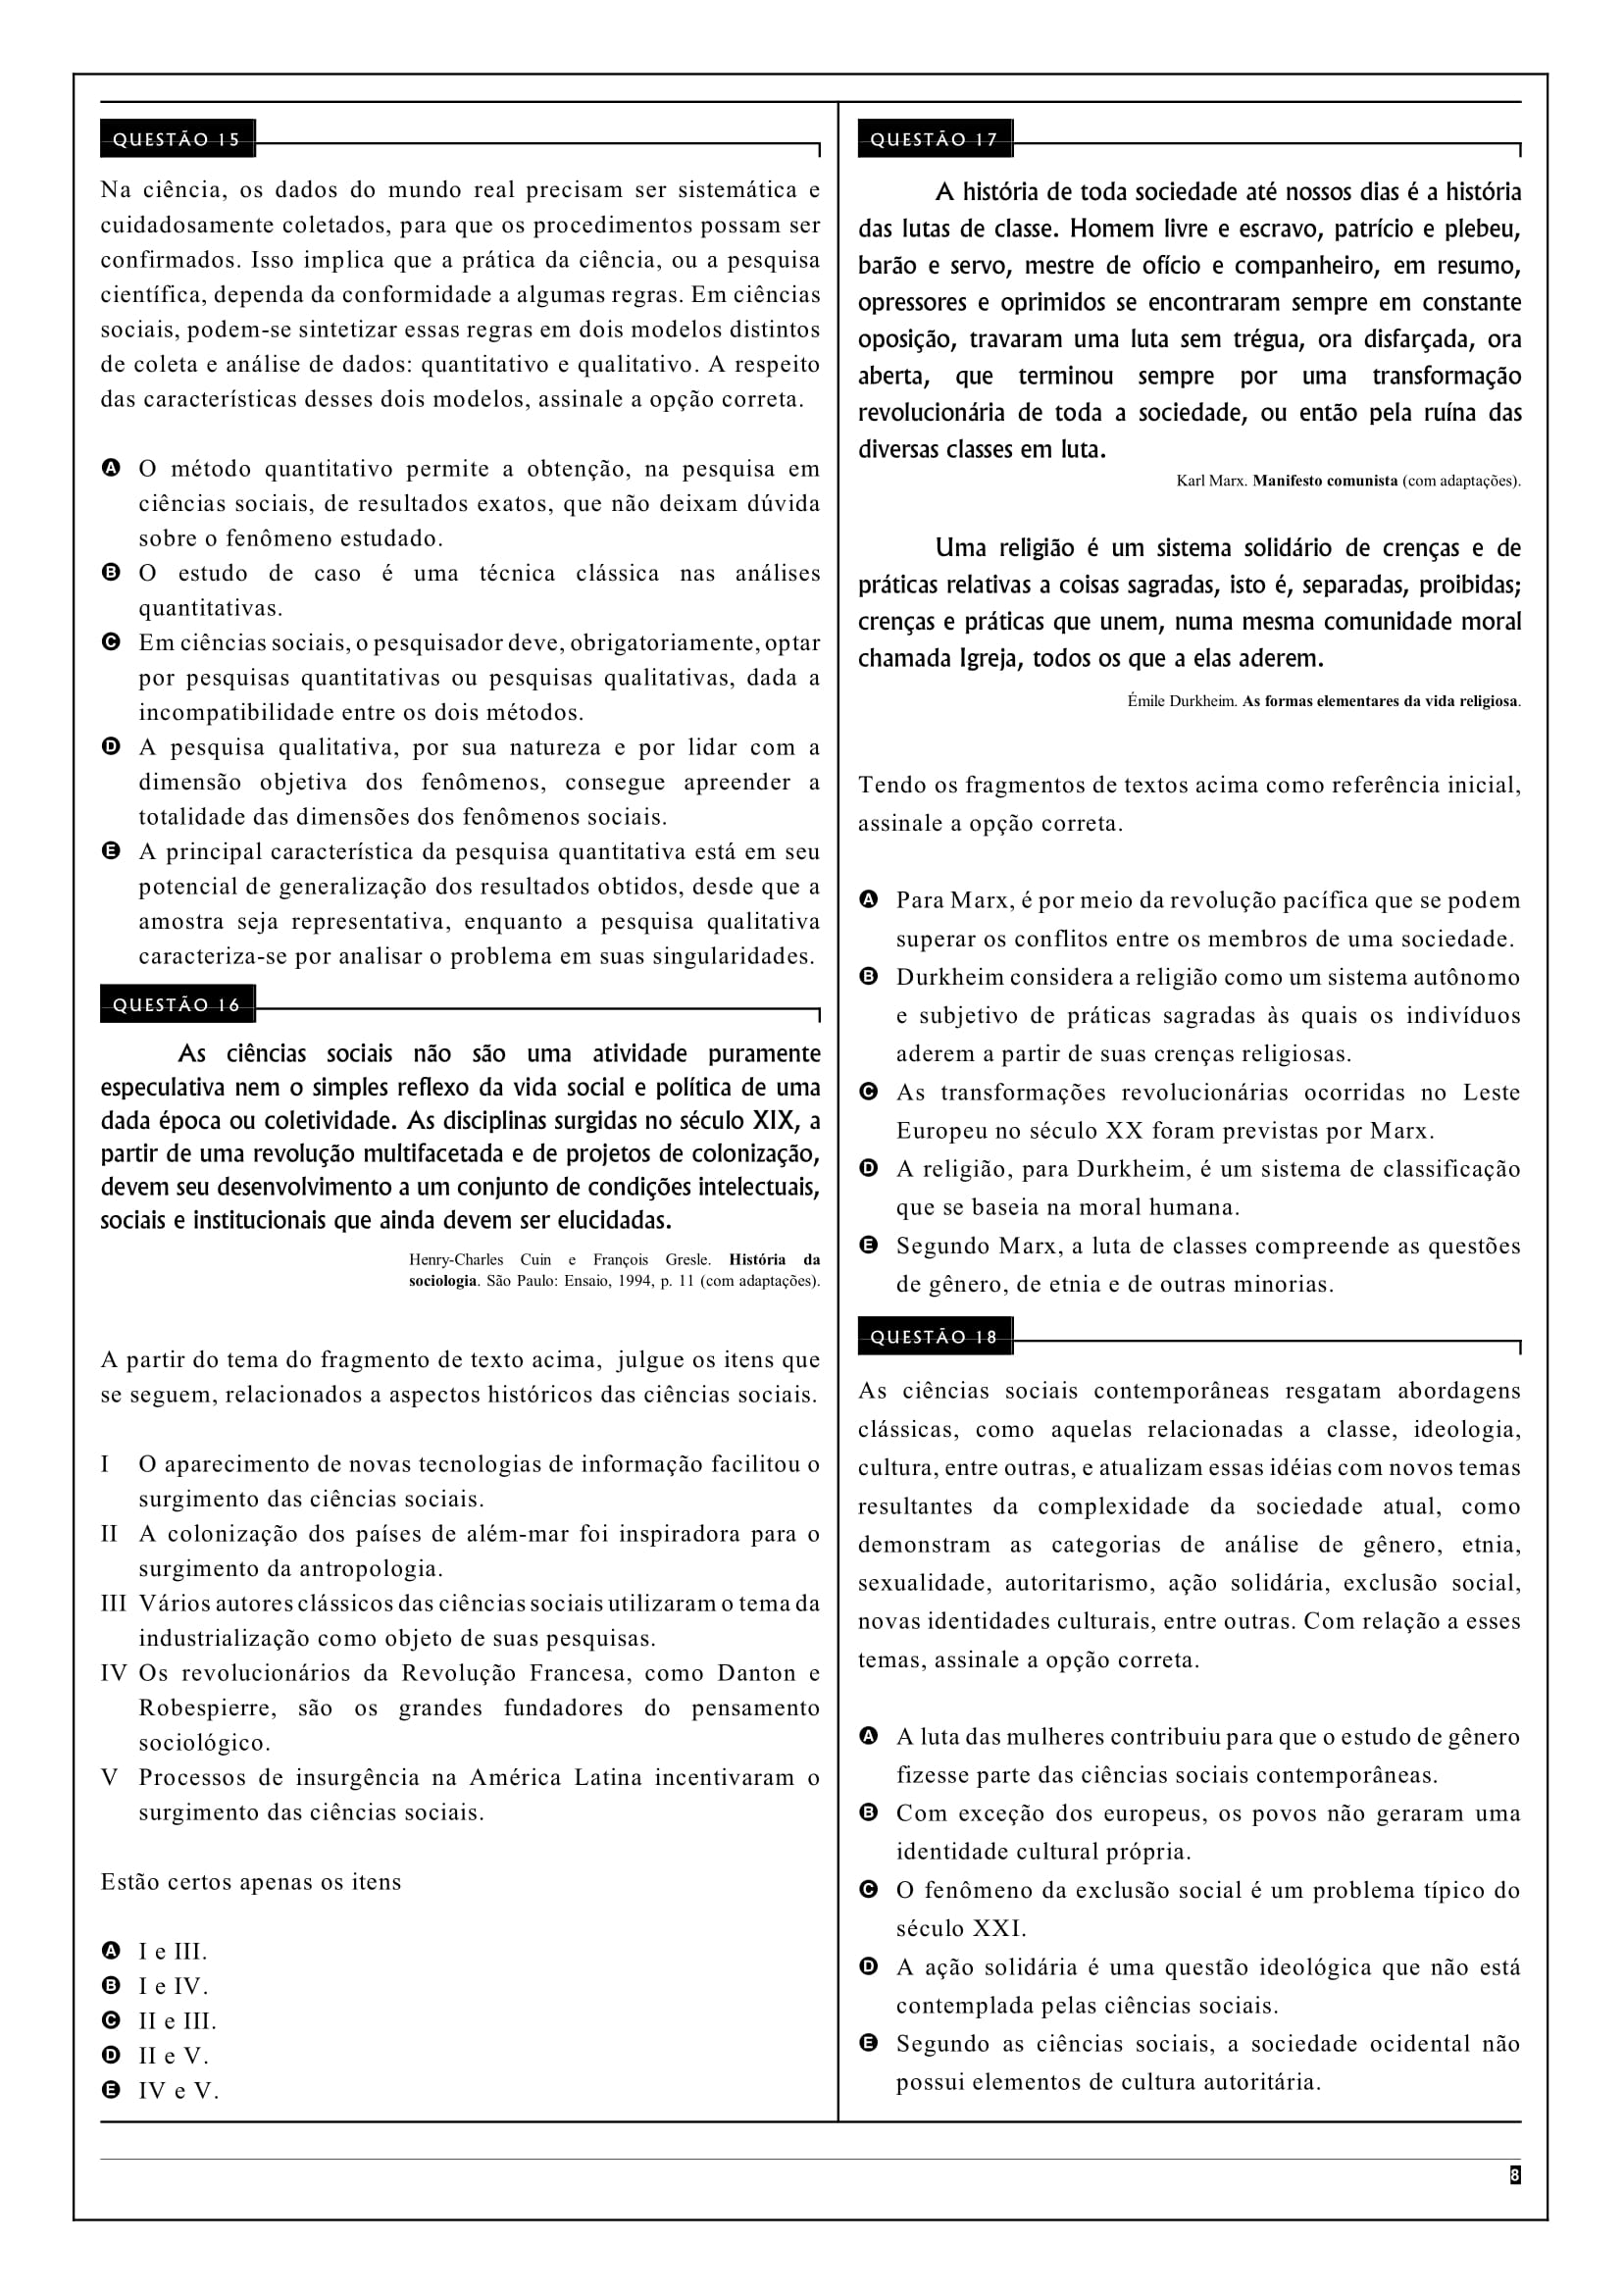 QUESTÃO 15
Na ciência, os dados do mundo real precisam ser sistemática e
cuidadosamente coletados, para que os procedimentos possam ser
confirmados. Isso implica que a prática da ciência, ou a pesquisa
científica, dependa da conformidade a algumas regras. Em ciências
sociais, podem-se sintetizar essas regras em dois modelos distintos
de coleta e análise de dados: quantitativo e qualitativo. A respeito
das características desses dois modelos, assinale a opção correta.
A O método quantitativo permite a obtenção, na pesquisa em
ciências sociais, de resultados exatos, que não deixam dúvida
sobre o fenômeno estudado.
B O estudo de caso é uma técnica clássica nas análises
quantitativas.
C Em ciências sociais, o pesquisador deve, obrigatoriamente, optar
por pesquisas quantitativas ou pesquisas qualitativas, dada a
incompatibilidade entre os dois métodos.
D A pesquisa qualitativa, por sua natureza e por lidar com a
dimensão objetiva dos fenômenos, consegue apreender a
totalidade das dimensões dos fenômenos sociais.
E A principal característica da pesquisa quantitativa está em seu
potencial de generalização dos resultados obtidos, desde que a
amostra seja representativa, enquanto a pesquisa qualitativa
caracteriza-se por analisar o problema em suas singularidades.
QUESTÃO 16
As ciências sociais não são uma atividade puramente
especulativa nem o simples reflexo da vida social e política de uma
dada época ou coletividade. As disciplinas surgidas no século XIX, a
partir de uma revolução multifacetada e de projetos de colonização,
devem seu desenvolvimento a um conjunto de condições intelectuais,
sociais e institucionais que ainda devem ser elucidadas.
Henry-Charles Cuin e François Gresle. História da
sociologia. São Paulo: Ensaio, 1994, p. 11 (com adaptações).
A partir do tema do fragmento de texto acima, julgue os itens que
se seguem, relacionados a aspectos históricos das ciências sociais.
I O aparecimento de novas tecnologias de informação facilitou o
surgimento das ciências sociais.
II A colonização dos países de além-mar foi inspiradora para o
surgimento da antropologia.
III Vários autores clássicos das ciências sociais utilizaram o tema da
industrialização como objeto de suas pesquisas.
IV Os revolucionários da Revolução Francesa, como Danton e
Robespierre, são os grandes fundadores do pensamento
sociológico.
V Processos de insurgência na América Latina incentivaram o
surgimento das ciências sociais.
Estão certos apenas os itens
A I e III.
B I e IV.
C II e III.
D II e V.
E IV e V.
QUESTÃO 17
A história de toda sociedade até nossos dias é a história
das lutas de classe. Homem livre e escravo, patrício e plebeu,
barão e servo, mestre de ofício e companheiro, em resumo,
opressores e oprimidos se encontraram sempre em constante
oposição, travaram uma luta sem trégua, ora disfarçada, ora
aberta, que terminou sempre por uma transformação
revolucionária de toda a sociedade, ou então pela ruína das
diversas classes em luta.
Karl Marx. Manifesto comunista (com adaptações).
Uma religião é um sistema solidário de crenças e de
práticas relativas a coisas sagradas, isto é, separadas, proibidas;
crenças e práticas que unem, numa mesma comunidade moral
chamada Igreja, todos os que a elas aderem.
Émile Durkheim. As formas elementares da vida religiosa.
Tendo os fragmentos de textos acima como referência inicial,
assinale a opção correta.
A Para Marx, é por meio da revolução pacífica que se podem
superar os conflitos entre os membros de uma sociedade.
B Durkheim considera a religião como um sistema autônomo
e subjetivo de práticas sagradas às quais os indivíduos
aderem a partir de suas crenças religiosas.
C As transformações revolucionárias ocorridas no Leste
Europeu no século XX foram previstas por Marx.
D A religião, para Durkheim, é um sistema de classificação
que se baseia na moral humana.
E Segundo Marx, a luta de classes compreende as questões
de gênero, de etnia e de outras minorias.
QUESTÃO 18
As ciências sociais contemporâneas resgatam abordagens
clássicas, como aquelas relacionadas a classe, ideologia,
cultura, entre outras, e atualizam essas idéias com novos temas
resultantes da complexidade da sociedade atual, como
demonstram as categorias de análise de gênero, etnia,
sexualidade, autoritarismo, ação solidária, exclusão social,
novas identidades culturais, entre outras. Com relação a esses
temas, assinale a opção correta.
A A luta das mulheres contribuiu para que o estudo de gênero
fizesse parte das ciências sociais contemporâneas.
B Com exceção dos europeus, os povos não geraram uma
identidade cultural própria.
C O fenômeno da exclusão social é um problema típico do
século XXI.
D A ação solidária é uma questão ideológica que não está
contemplada pelas ciências sociais.
E Segundo as ciências sociais, a sociedade ocidental não
possui elementos de cultura autoritária.
8